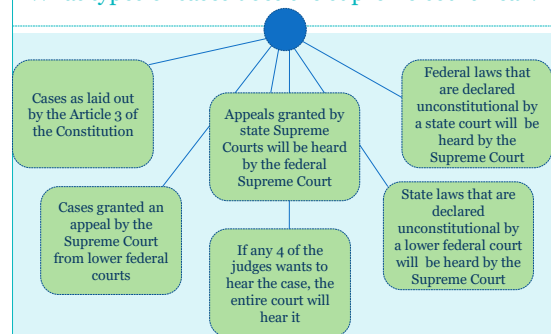 Cases as laid out
by the Article 3 of
the Constitution
Appeals granted by
state Supreme
Courts will be heard
by the federal
Supreme Court
Federal laws that
are declared
unconstitutional by
a state court will  be
heard by the
Supreme Court
Cases granted an
appeal by the
Supreme Court
from lower federal
courts
If any 4 of the
judges wants to
hear the case, the
entire court will
hear it
State laws that are
declared
unconstitutional by
a lower federal court
will  be heard by the
Supreme Court